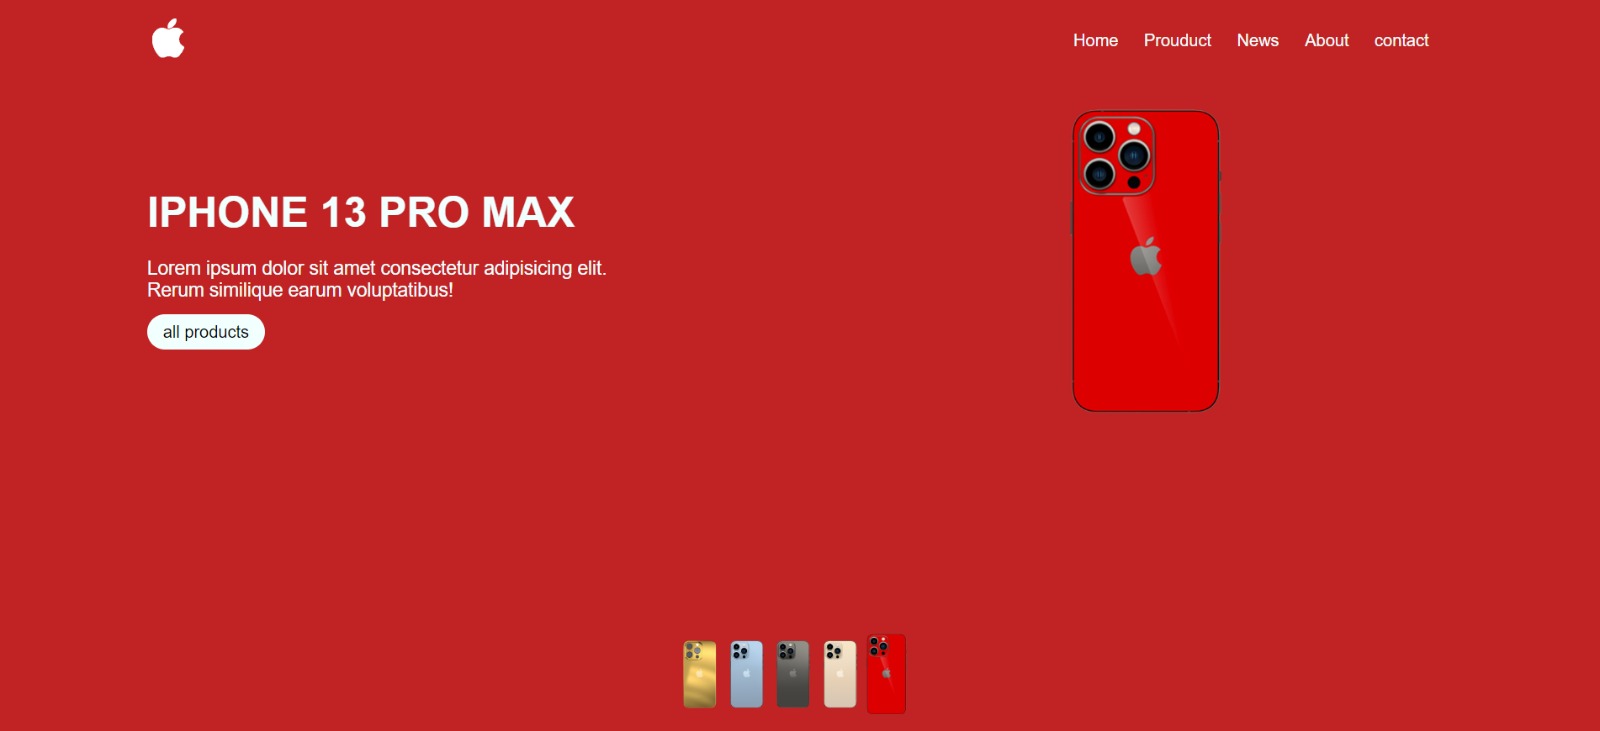 Home Prouduct News About contact
IPHONE 13 PRO MAX
Lorem ipsum dolor sit amet consectetur adipisicing elit.
Rerum similique earum voluptatibus!
all products